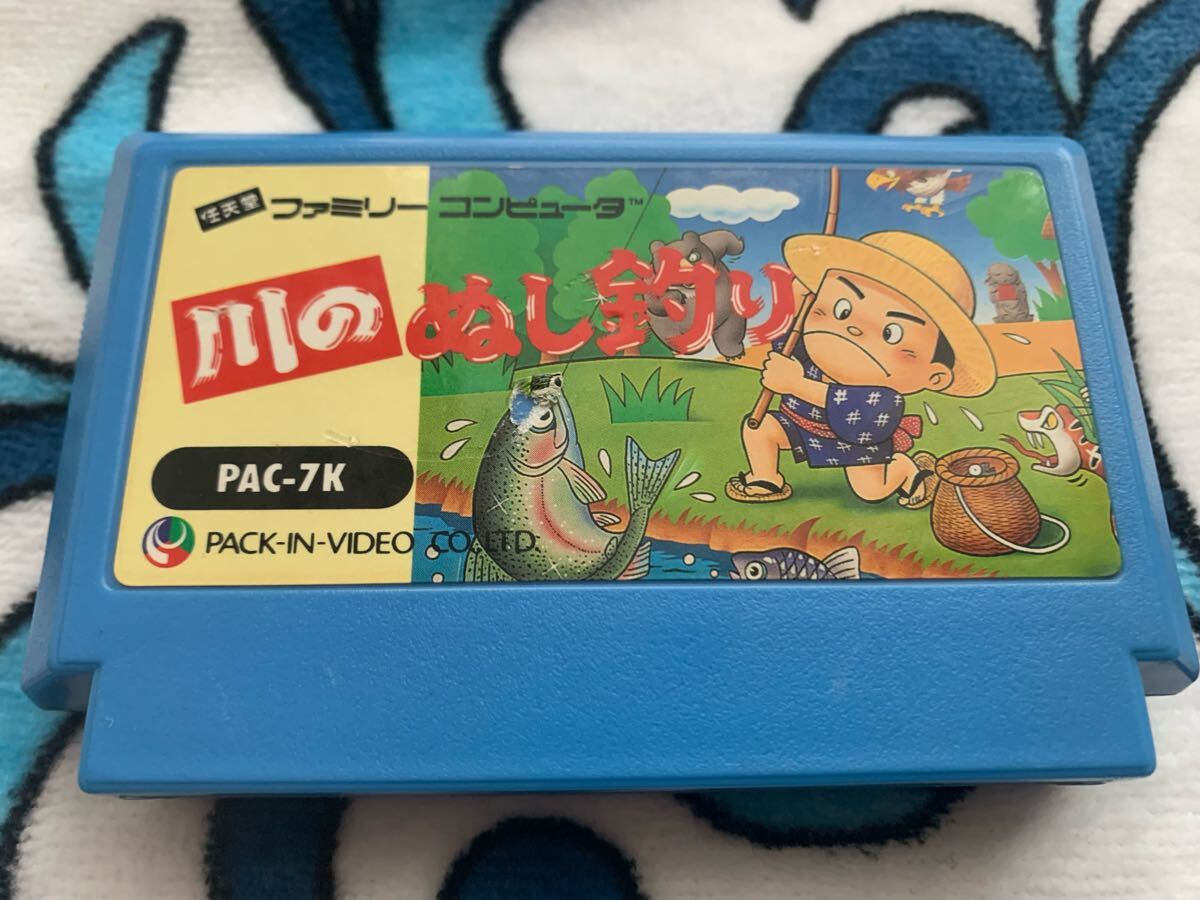 任天堂 ファミリー コンピュータ™
川のぬし釣り
PAC-7K
PACK-IN-VIDEO CO.,LTD.